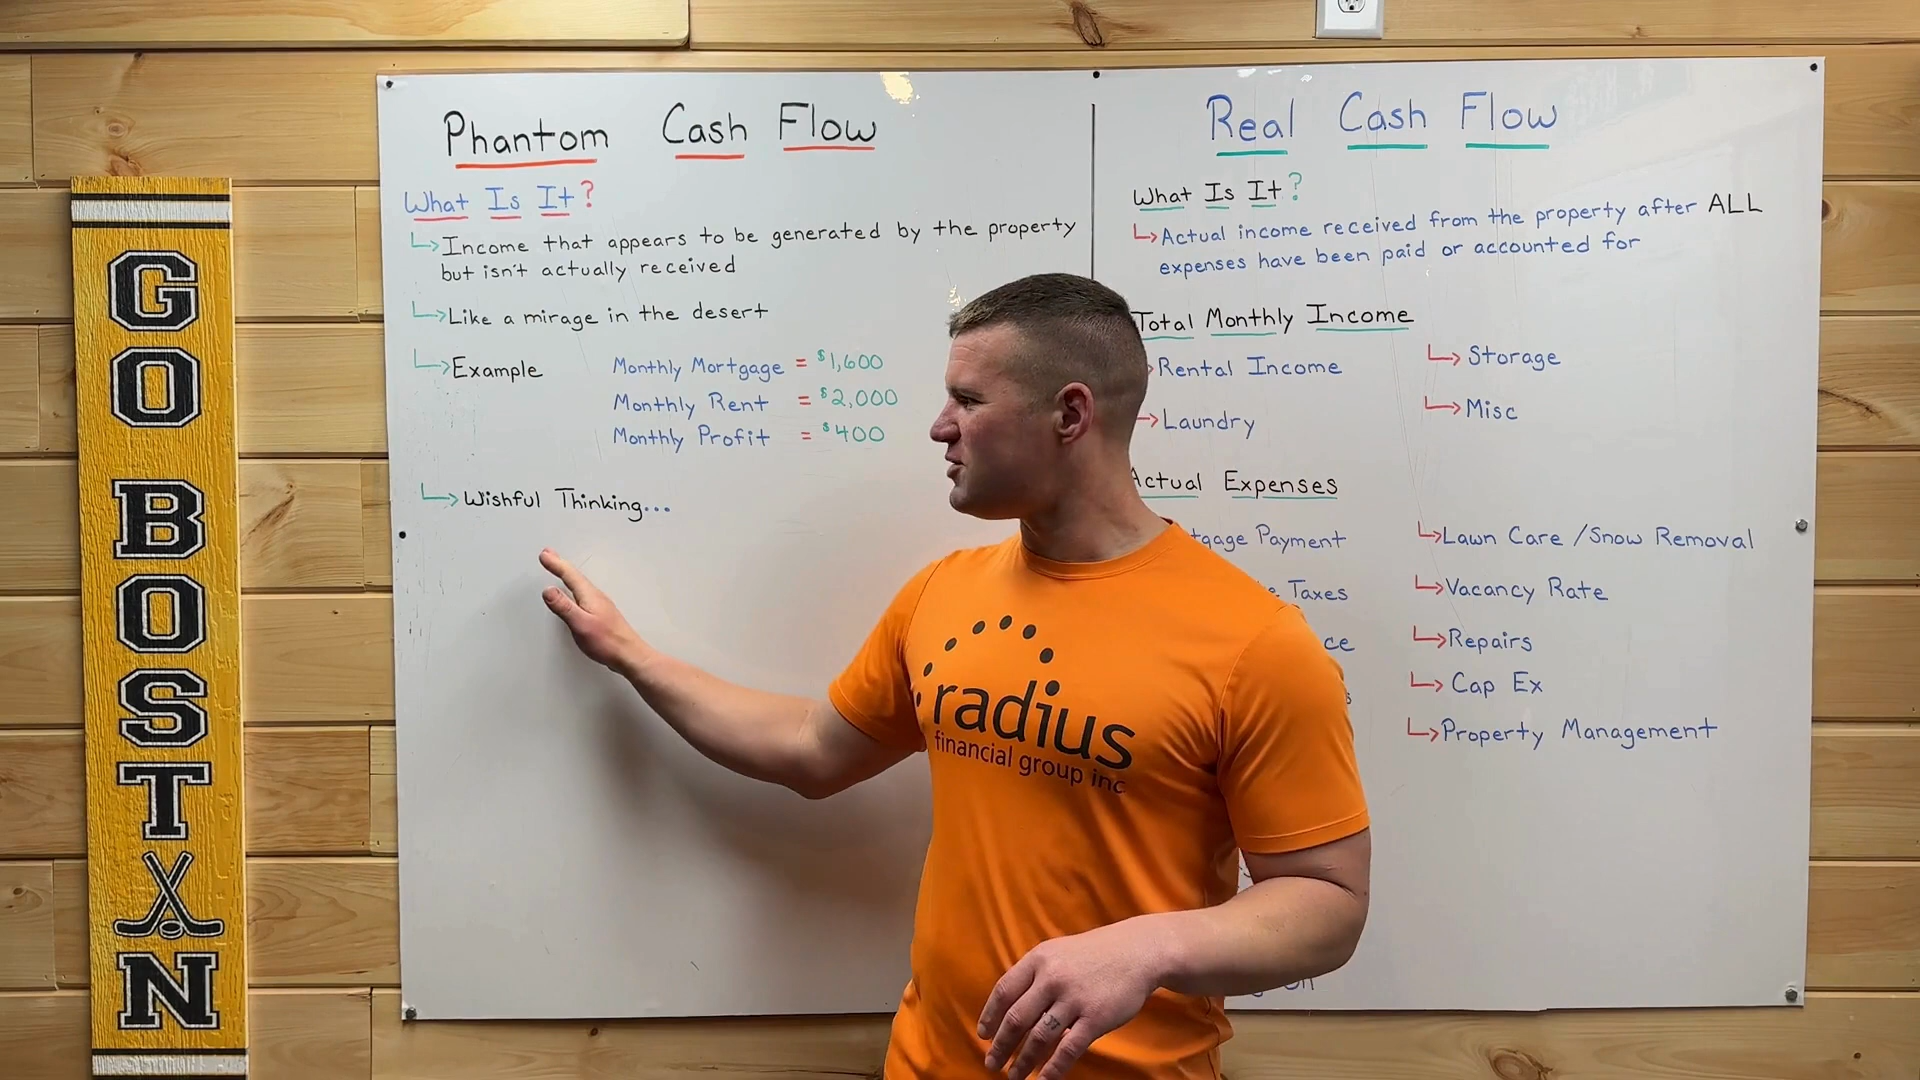 GO BOSTON
Phantom Cash Flow
What Is It?
Income that appears to be generated by the property
but isn't actually received
Like a mirage in the desert
Example
Monthly Mortgage = $1,600
Monthly Rent = $2,000
Monthly Profit = $400
Wishful Thinking...
Real Cash Flow
What Is It?
Actual income received from the property after ALL
expenses have been paid or accounted for
Total Monthly Income
Rental Income
Laundry
Storage
Misc
Actual Expenses
tgage Payment
Taxes
ce
Lawn Care / Snow Removal
Vacancy Rate
Repairs
Cap Ex
Property Management
radius
financial group inc
37